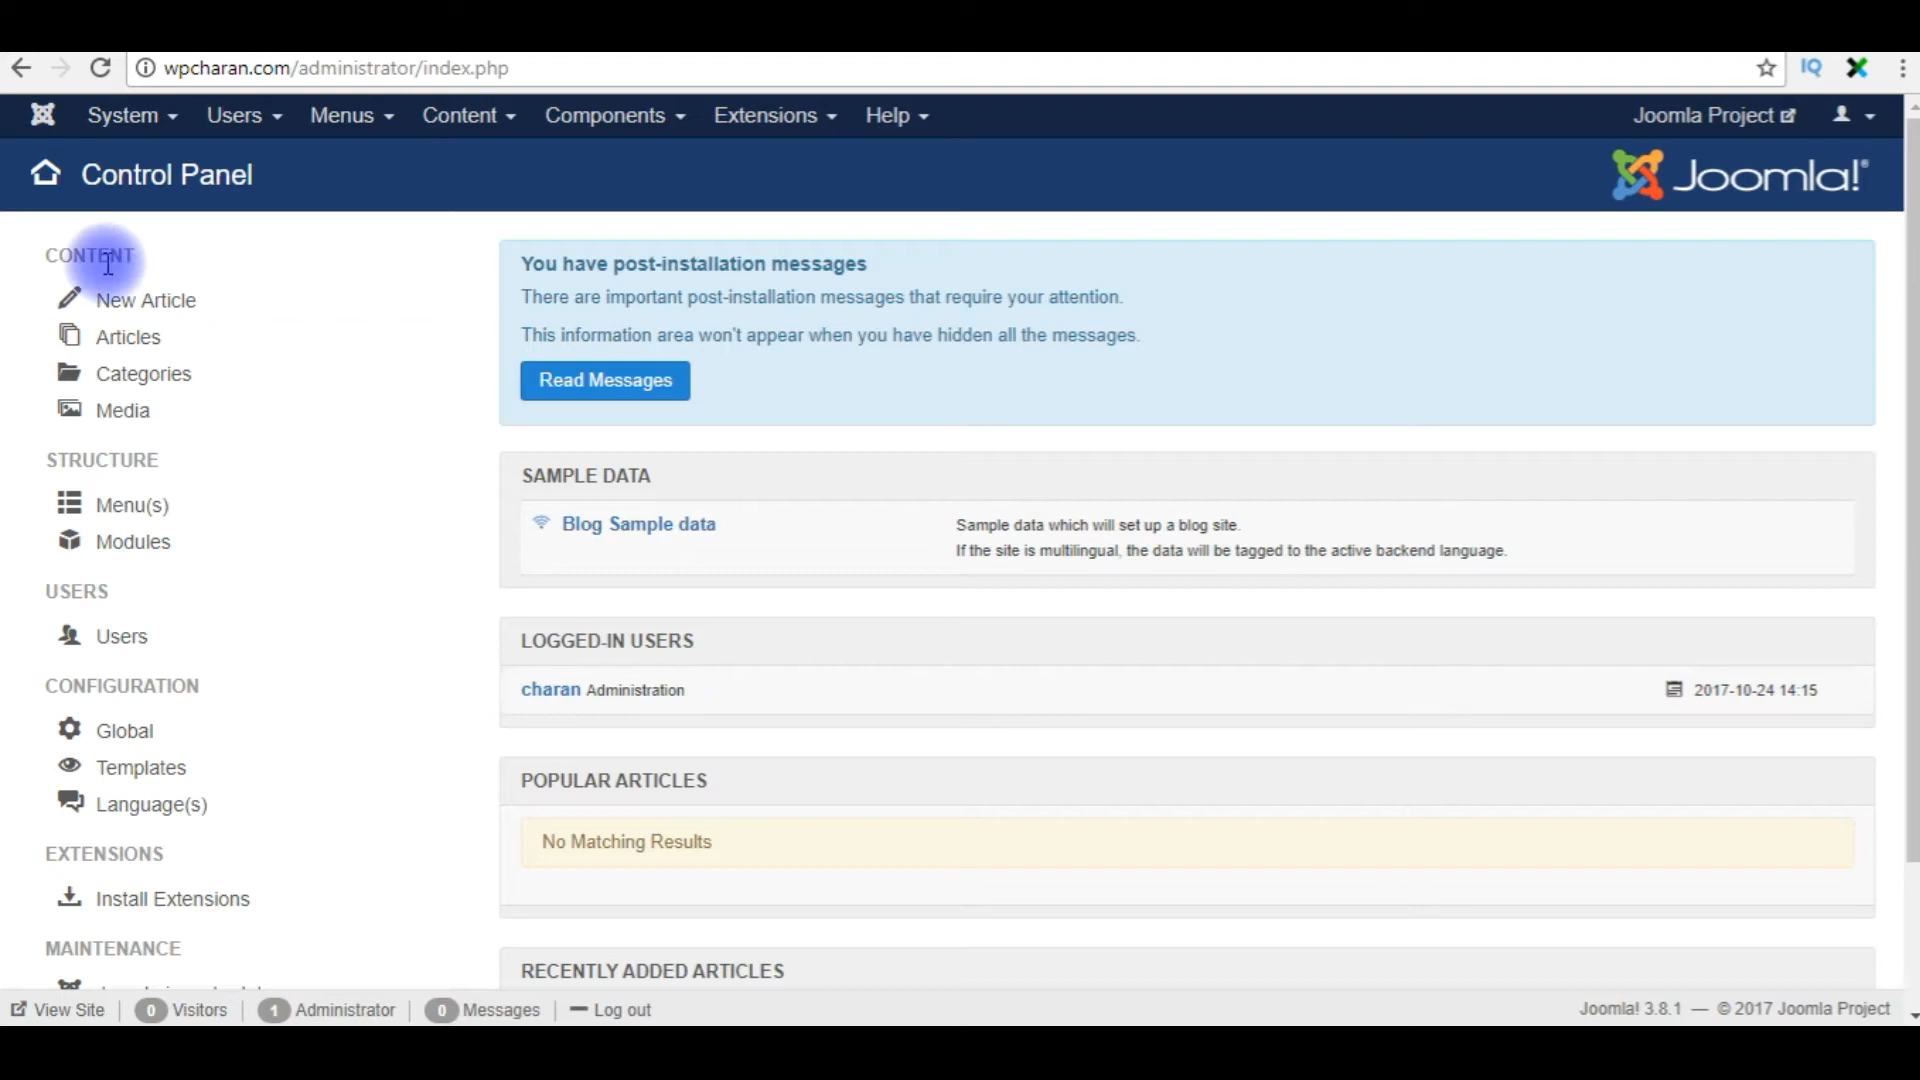 wpcharan.com/administrator/index.php
IQ
System Users Menus Content Components Extensions Help Joomla Project
Control Panel
Joomla!®
CONTENT
New Article
Articles
Categories
Media
STRUCTURE
Menu(s)
Modules
USERS
Users
CONFIGURATION
Global
Templates
Language(s)
EXTENSIONS
Install Extensions
MAINTENANCE
You have post-installation messages
There are important post-installation messages that require your attention.
This information area won't appear when you have hidden all the messages.
Read Messages
SAMPLE DATA
Blog Sample data
Sample data which will set up a blog site.
If the site is multilingual, the data will be tagged to the active backend language.
LOGGED-IN USERS
charan Administration 2017-10-24 14:15
POPULAR ARTICLES
No Matching Results
RECENTLY ADDED ARTICLES
View Site 0 Visitors 1 Administrator 0 Messages Log out Joomla! 3.8.1 — © 2017 Joomla Project